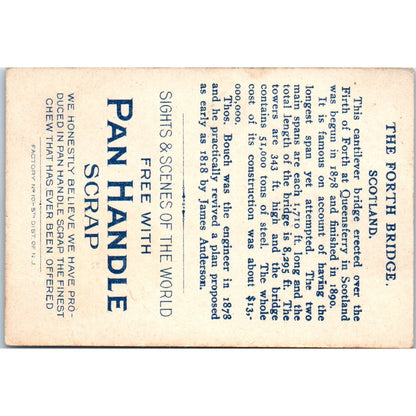 THE FORTH BRIDGE.
SCOTLAND.
This cantilever bridge erected over the
Firth of Forth at Queensferry in Scotland
was begun in 1878 and finished in 1890.
It is famous on account of having the
longest span yet attempted. The two
main spans are each 1,710 ft. long and the
total length of the bridge is 8,295 ft. The
towers are 343 ft. high and the bridge
contains 51,000 tons of steel. The whole
cost of its construction was about $13,-
000,000.
Thos. Bouch was the engineer in 1878
and he practically revived a plan proposed
as early as 1818 by James Anderson.
SIGHTS & SCENES OF THE WORLD
FREE WITH
PAN HANDLE
SCRAP
WE HONESTLY BELIEVE WE HAVE PRO-
DUCED IN PAN HANDLE SCRAP THE FINEST
CHEW THAT HAS EVER BEEN OFFERED
FACTORY No 10-5TH DIST. OF N.J.